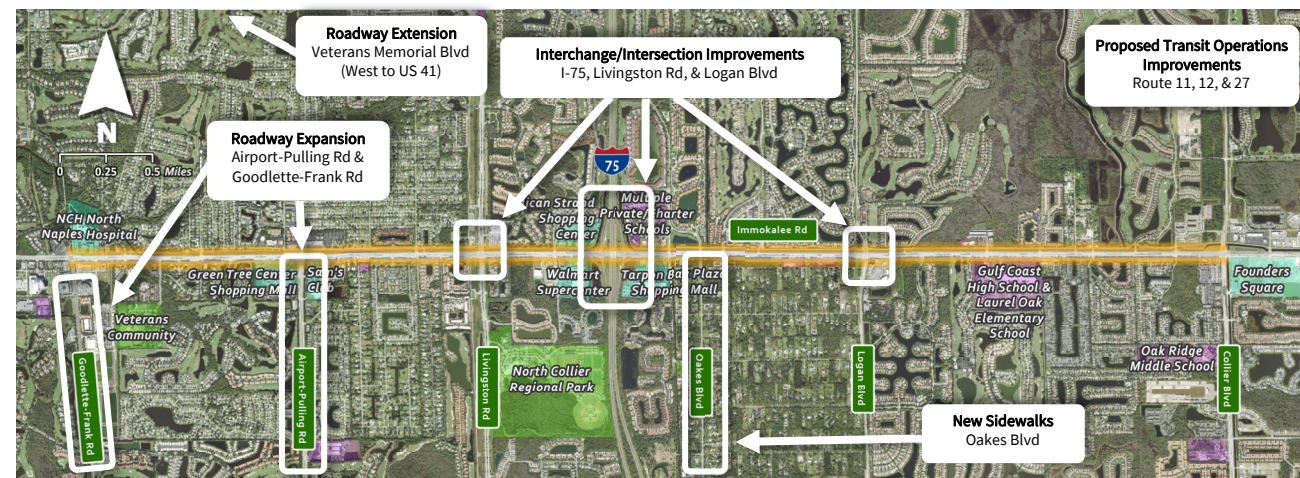 Roadway Extension
Veterans Memorial Blvd
(West to US 41)
Interchange/Intersection Improvements
I-75, Livingston Rd, & Logan Blvd
Proposed Transit Operations
Improvements
Route 11, 12, & 27
N
0 0.25 0.5 Miles
Roadway Expansion
Airport-Pulling Rd &
Goodlette-Frank Rd
75
NCH North
Naples Hospital
Shopping
Center
Multiple
Private/Charter
Schools
Immokalee Rd
Green Tree Center
Shopping Mall
Sam's
Club
Walmart
Supercenter
Tarpon Bay Plaza
Shopping Mall
Gulf Coast
High School &
Laurel Oak
Elementary
School
Founders
Square
Veterans
Community
North Collier
Regional Park
Oak Ridge
Middle School
Goodlette-Frank Rd
Airport-Pulling Rd
Livingston Rd
Oakes Blvd
Logan Blvd
Collier Blvd
New Sidewalks
Oakes Blvd